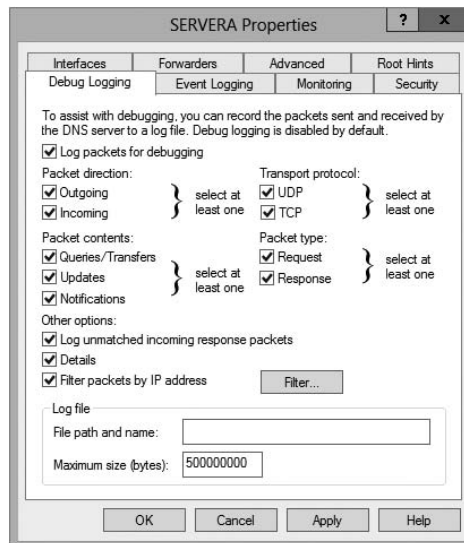 SERVERA Properties
? x
Interfaces Forwarders Advanced Root Hints
Debug Logging Event Logging Monitoring Security
To assist with debugging, you can record the packets sent and received by
the DNS server to a log file. Debug logging is disabled by default.
Log packets for debugging
Packet direction: Transport protocol:
Outgoing UDP
Incoming TCP
select at
least one
select at
least one
Packet contents: Packet type:
Queries/Transfers Request
Updates Response
Notifications
select at
least one
select at
least one
Other options:
Log unmatched incoming response packets
Details
Filter packets by IP address Filter...
Log file
File path and name:
Maximum size (bytes): 500000000
OK Cancel Apply Help